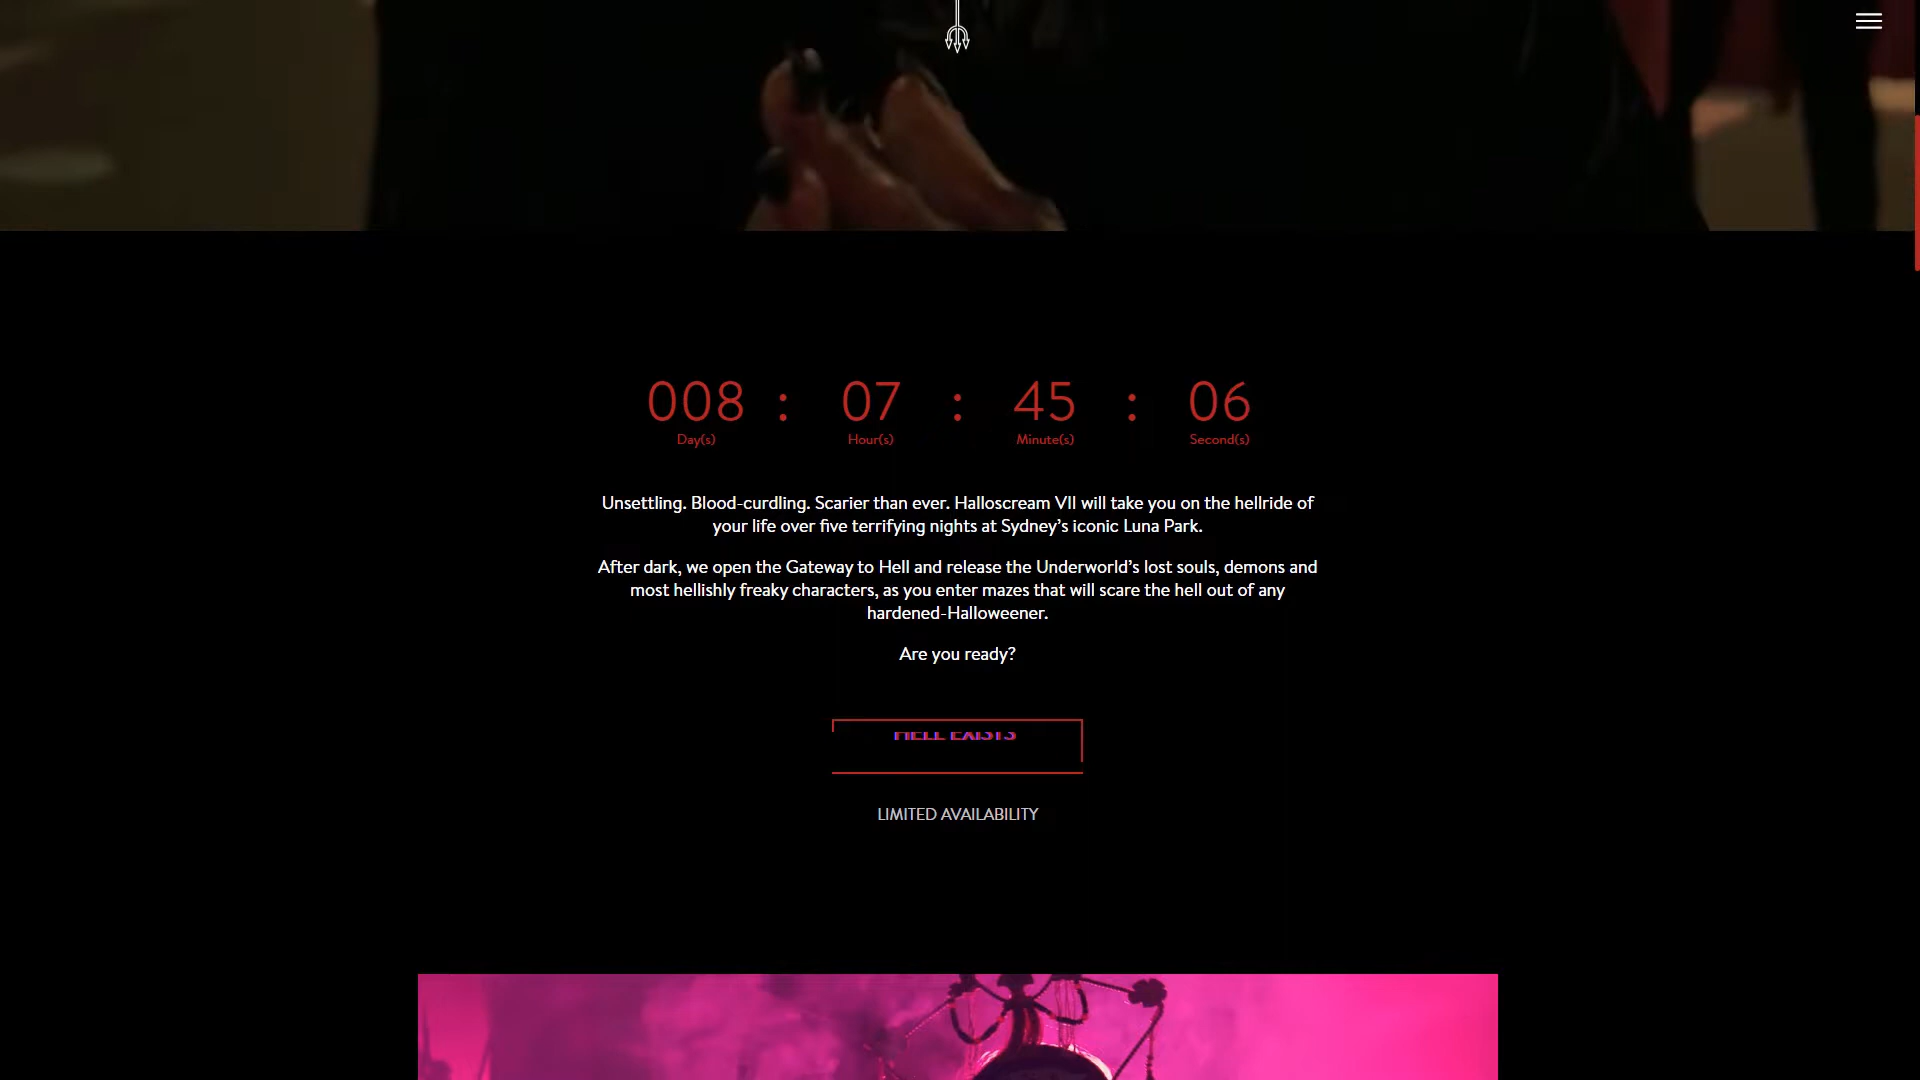 008 : 07 : 45 : 06
Day(s) Hour(s) Minute(s) Second(s)
Unsettling. Blood-curdling. Scarier than ever. Halloscream VII will take you on the hellride of
your life over five terrifying nights at Sydney’s iconic Luna Park.
After dark, we open the Gateway to Hell and release the Underworld’s lost souls, demons and
most hellishly freaky characters, as you enter mazes that will scare the hell out of any
hardened-Halloweener.
Are you ready?
HELL EXISTS
LIMITED AVAILABILITY